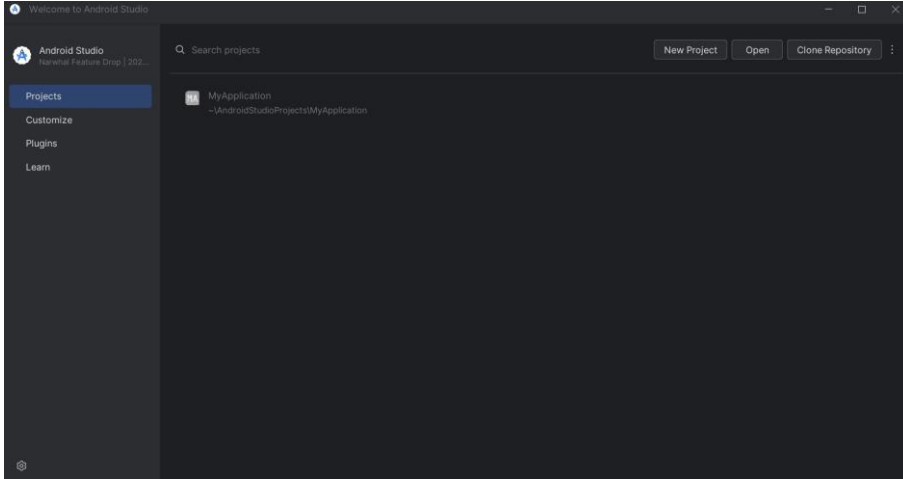 Welcome to Android Studio
Android Studio
Narwhal Feature Drop | 202...
Search projects
New Project
Open
Clone Repository
Projects
Customize
Plugins
Learn
MA
MyApplication
~\AndroidStudioProjects\MyApplication